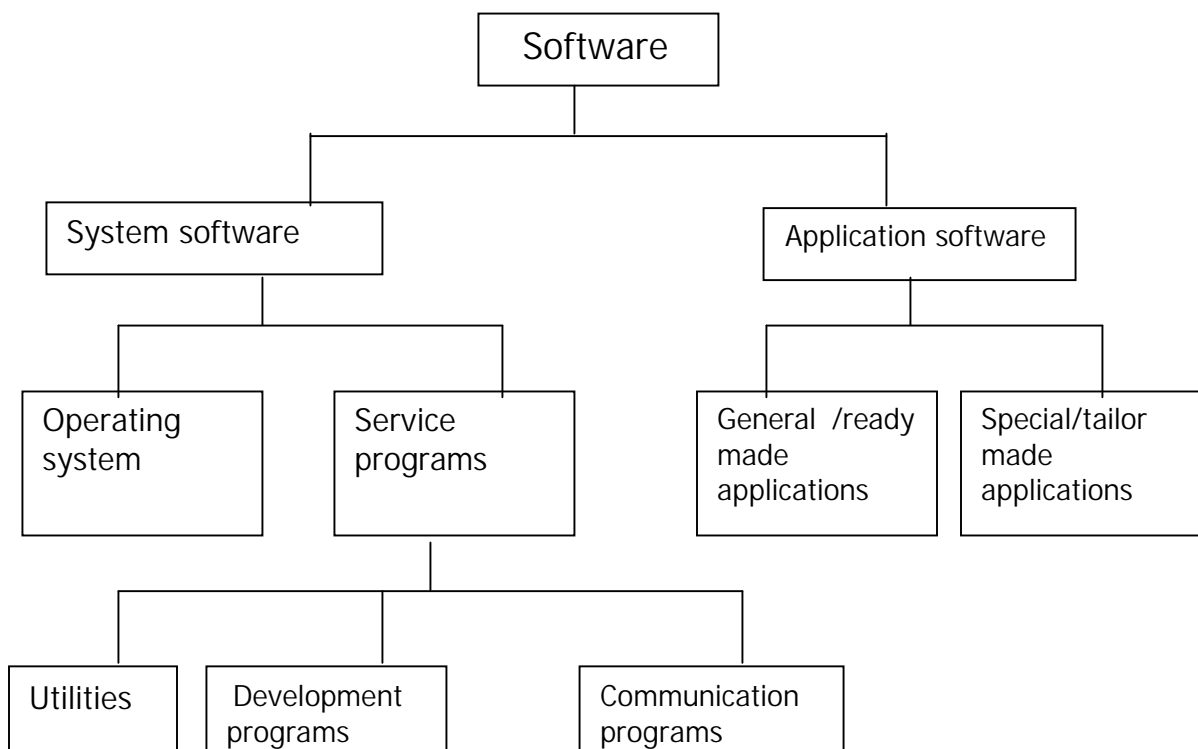 Software
System software
Application software
Operating
system
Service
programs
General /ready
made
applications
Special/tailor
made
applications
Utilities
Development
programs
Communication
programs